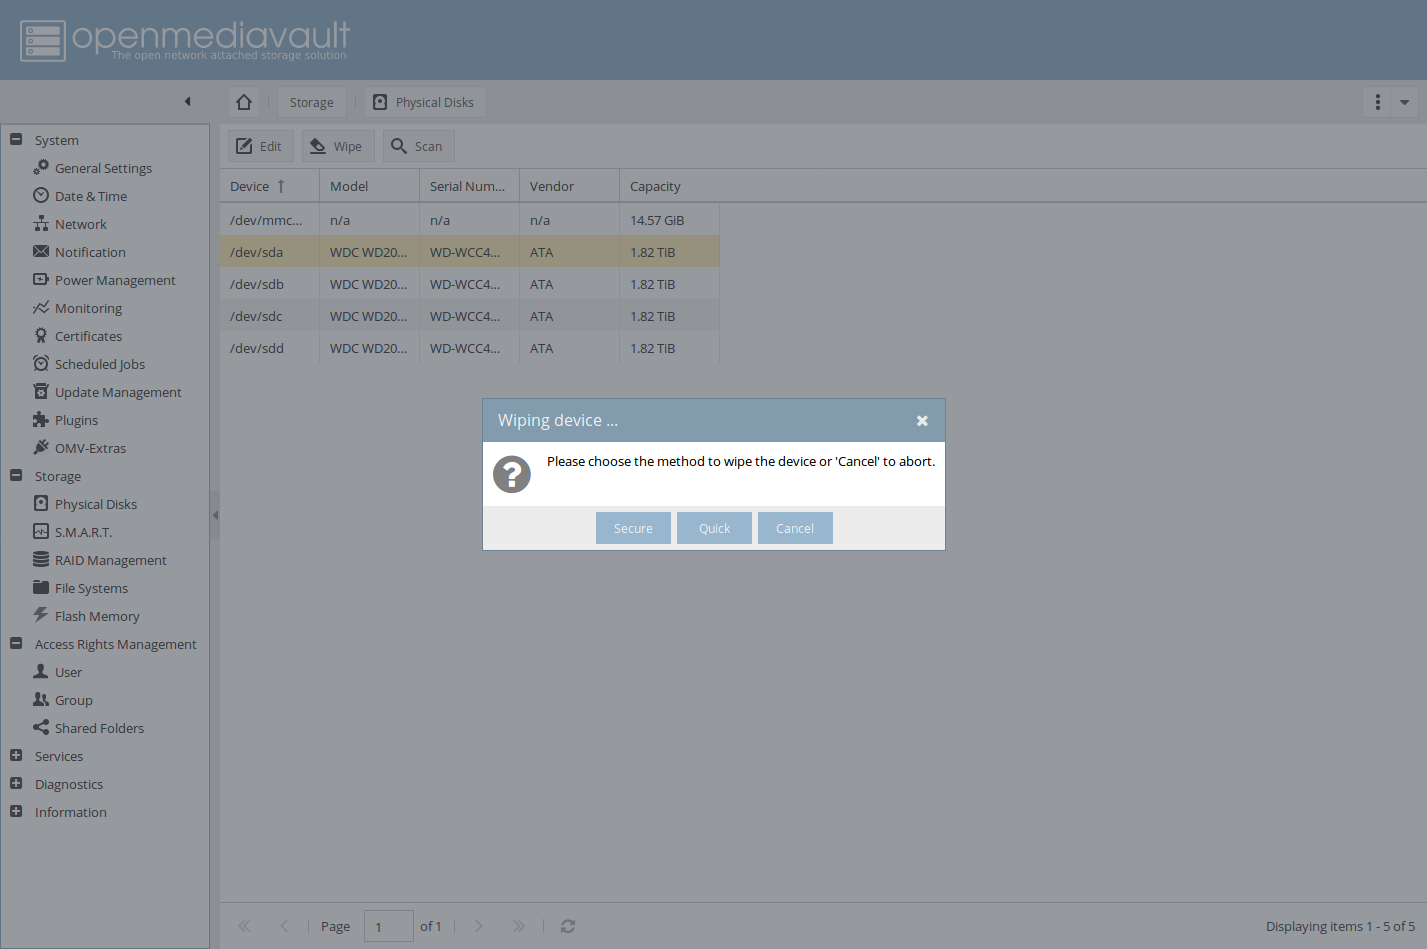 openmediavault
The open network attached storage solution
Storage
Physical Disks
System
General Settings
Date & Time
Network
Notification
Power Management
Monitoring
Certificates
Scheduled Jobs
Update Management
Plugins
OMV-Extras
Storage
Physical Disks
S.M.A.R.T.
RAID Management
File Systems
Flash Memory
Access Rights Management
User
Group
Shared Folders
Services
Diagnostics
Information
Edit Wipe Scan
Device Model Serial Num... Vendor Capacity
/dev/mmc... n/a n/a n/a 14.57 GiB
/dev/sda WDC WD20... WD-WCC4... ATA 1.82 TiB
/dev/sdb WDC WD20... WD-WCC4... ATA 1.82 TiB
/dev/sdc WDC WD20... WD-WCC4... ATA 1.82 TiB
/dev/sdd WDC WD20... WD-WCC4... ATA 1.82 TiB
Wiping device ...
Please choose the method to wipe the device or 'Cancel' to abort.
Secure Quick Cancel
Page 1 of 1
Displaying items 1 - 5 of 5